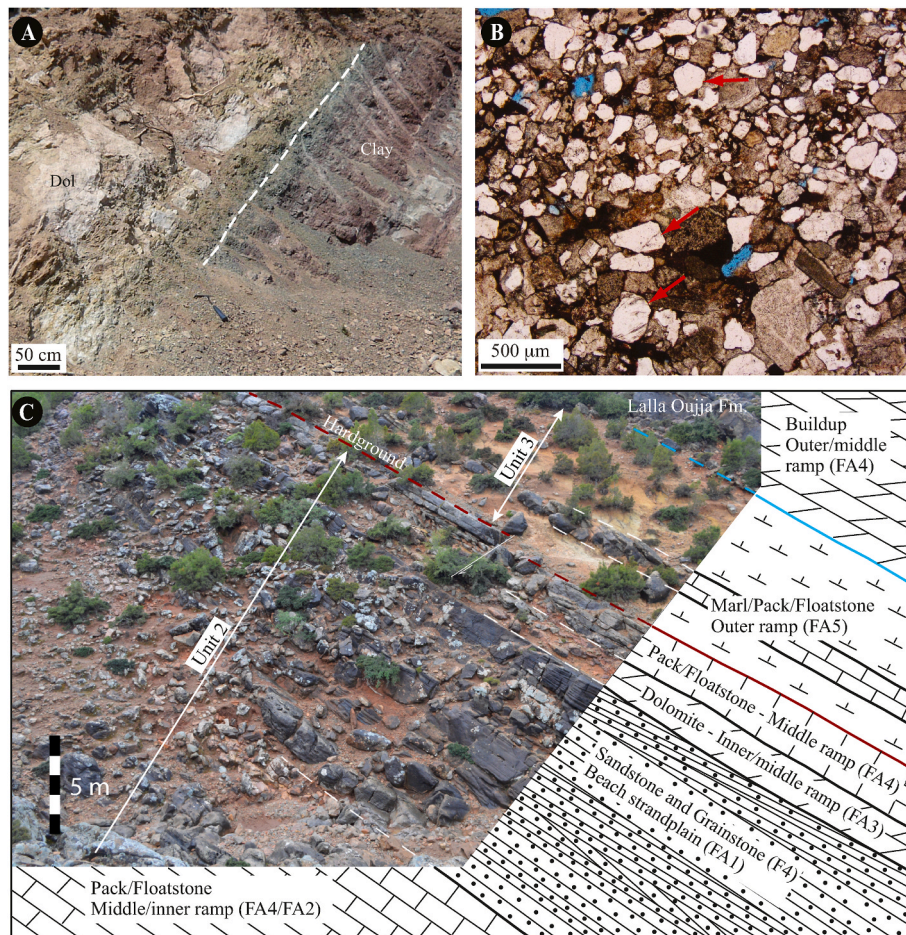 A
Dol
Clay
50 cm
B
500 µm
C
Hardground
Unit 3
Lalla Oujja Fm.
Unit 2
5 m
Buildup
Outer/middle
ramp (FA4)
Marl/Pack/Floatstone
Outer ramp (FA5)
Pack/Floatstone - Middle ramp (FA4)
Dolomite - Inner/middle ramp (FA3)
Sandstone and Grainstone (F4)
Beach strandplain (FA1)
Pack/Floatstone
Middle/inner ramp (FA4/FA2)